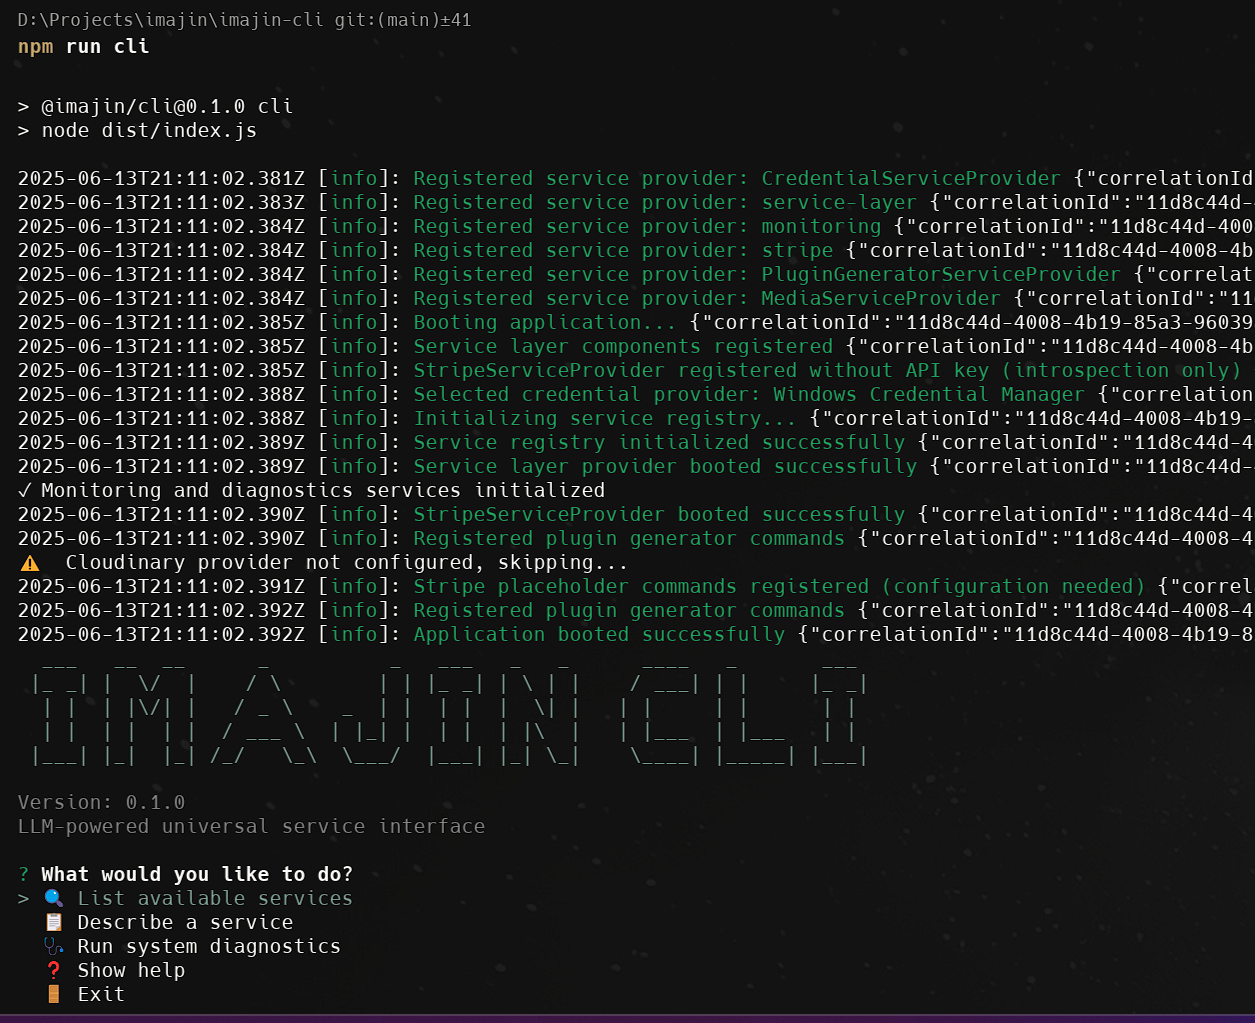 D:\Projects\imajin\imajin-cli git:(main)±41
npm run cli
> @imajin/cli@0.1.0 cli
> node dist/index.js
2025-06-13T21:11:02.381Z [info]: Registered service provider: CredentialServiceProvider {"correlationId
2025-06-13T21:11:02.383Z [info]: Registered service provider: service-layer {"correlationId":"11d8c44d-
2025-06-13T21:11:02.384Z [info]: Registered service provider: monitoring {"correlationId":"11d8c44d-400
2025-06-13T21:11:02.384Z [info]: Registered service provider: stripe {"correlationId":"11d8c44d-4008-4b
2025-06-13T21:11:02.384Z [info]: Registered service provider: PluginGeneratorServiceProvider {"correlat
2025-06-13T21:11:02.384Z [info]: Registered service provider: MediaServiceProvider {"correlationId":"11
2025-06-13T21:11:02.385Z [info]: Booting application... {"correlationId":"11d8c44d-4008-4b19-85a3-96039
2025-06-13T21:11:02.385Z [info]: Service layer components registered {"correlationId":"11d8c44d-4008-4b
2025-06-13T21:11:02.385Z [info]: StripeServiceProvider registered without API key (introspection only)
2025-06-13T21:11:02.388Z [info]: Selected credential provider: Windows Credential Manager {"correlation
2025-06-13T21:11:02.388Z [info]: Initializing service registry... {"correlationId":"11d8c44d-4008-4b19-
2025-06-13T21:11:02.389Z [info]: Service registry initialized successfully {"correlationId":"11d8c44d-4
2025-06-13T21:11:02.389Z [info]: Service layer provider booted successfully {"correlationId":"11d8c44d-
✓ Monitoring and diagnostics services initialized
2025-06-13T21:11:02.390Z [info]: StripeServiceProvider booted successfully {"correlationId":"11d8c44d-4
2025-06-13T21:11:02.390Z [info]: Registered plugin generator commands {"correlationId":"11d8c44d-4008-4
⚠️ Cloudinary provider not configured, skipping...
2025-06-13T21:11:02.391Z [info]: Stripe placeholder commands registered (configuration needed) {"correl
2025-06-13T21:11:02.392Z [info]: Registered plugin generator commands {"correlationId":"11d8c44d-4008-4
2025-06-13T21:11:02.392Z [info]: Application booted successfully {"correlationId":"11d8c44d-4008-4b19-8
IMAJIN CLI
Version: 0.1.0
LLM-powered universal service interface
? What would you like to do?
> 🔍 List available services
📋 Describe a service
🩺 Run system diagnostics
❓ Show help
🚪 Exit